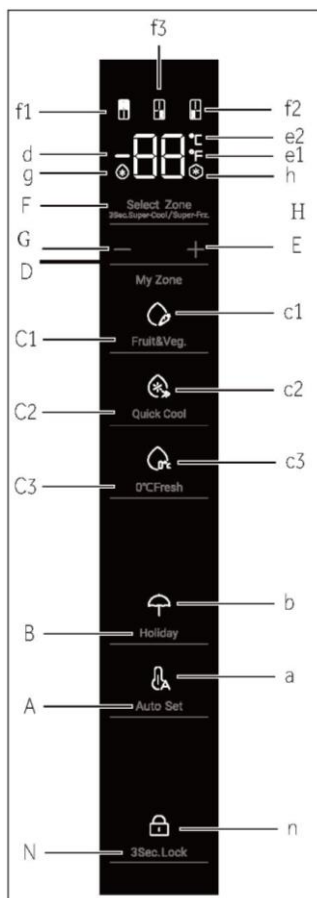 f3
f1 f2
e2
d -88 °C °F e1
g h
F Select Zone
3Sec.Super-Cool/Super-Frz. H
G - + E
D
My Zone
c1
C1 Fruit&Veg.
c2
C2 Quick Cool
0°c c3
C3 0°CFresh
b
B Holiday
A a
A Auto Set
n
N 3Sec.Lock